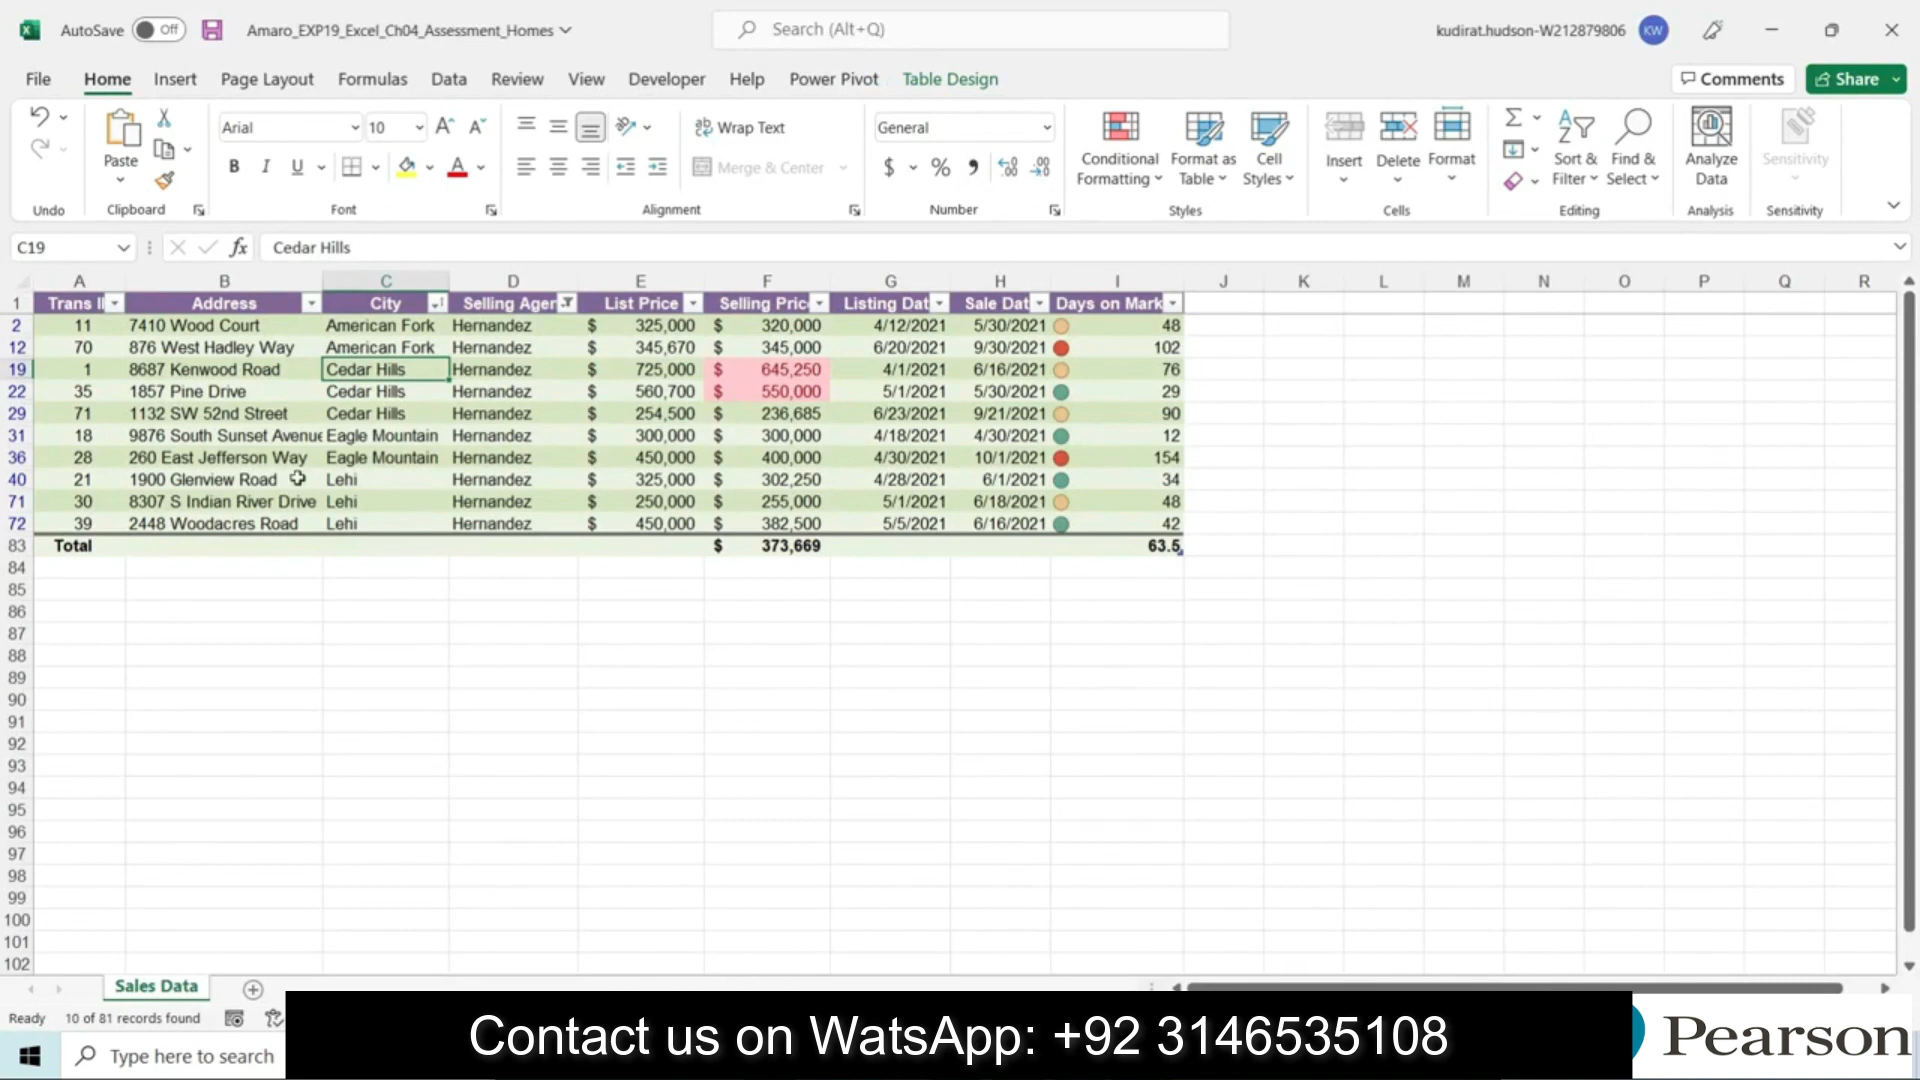 AutoSave Off Amaro_EXP19_Excel_Ch04_Assessment_Homes Search (Alt+Q) kudirat.hudson-W212879806 KW
File Home Insert Page Layout Formulas Data Review View Developer Help Power Pivot Table Design Comments Share
Arial 10 Wrap Text General
Paste Conditional Formatting Format as Table Cell Styles Insert Delete Format Sort & Filter Find & Select Analyze Data Sensitivity
B I U A Merge & Center $ % ,
Undo Clipboard Font Alignment Number Styles Cells Editing Analysis Sensitivity
C19 fx Cedar Hills
A B C D E F G H I J K L M N O P Q R
1 Trans I Address City Selling Agen List Price Selling Pric Listing Dat Sale Dat Days on Mark
2 11 7410 Wood Court American Fork Hernandez $ 325,000 $ 320,000 4/12/2021 5/30/2021 48
12 70 876 West Hadley Way American Fork Hernandez $ 345,670 $ 345,000 6/20/2021 9/30/2021 102
19 1 8687 Kenwood Road Cedar Hills Hernandez $ 725,000 $ 645,250 4/1/2021 6/16/2021 76
22 35 1857 Pine Drive Cedar Hills Hernandez $ 560,700 $ 550,000 5/1/2021 5/30/2021 29
29 71 1132 SW 52nd Street Cedar Hills Hernandez $ 254,500 $ 236,685 6/23/2021 9/21/2021 90
31 18 9876 South Sunset Avenue Eagle Mountain Hernandez $ 300,000 $ 300,000 4/18/2021 4/30/2021 12
36 28 260 East Jefferson Way Eagle Mountain Hernandez $ 450,000 $ 400,000 4/30/2021 10/1/2021 154
40 21 1900 Glenview Road Lehi Hernandez $ 325,000 $ 302,250 4/28/2021 6/1/2021 34
71 30 8307 S Indian River Drive Lehi Hernandez $ 250,000 $ 255,000 5/1/2021 6/18/2021 48
72 39 2448 Woodacres Road Lehi Hernandez $ 450,000 $ 382,500 5/5/2021 6/16/2021 42
83 Total $ 373,669 63.5
84
85
86
87
88
89
90
91
92
93
94
95
96
97
98
99
100
101
102
Sales Data
Ready 10 of 81 records found
Type here to search
Contact us on WatsApp: +92 3146535108
Pearson